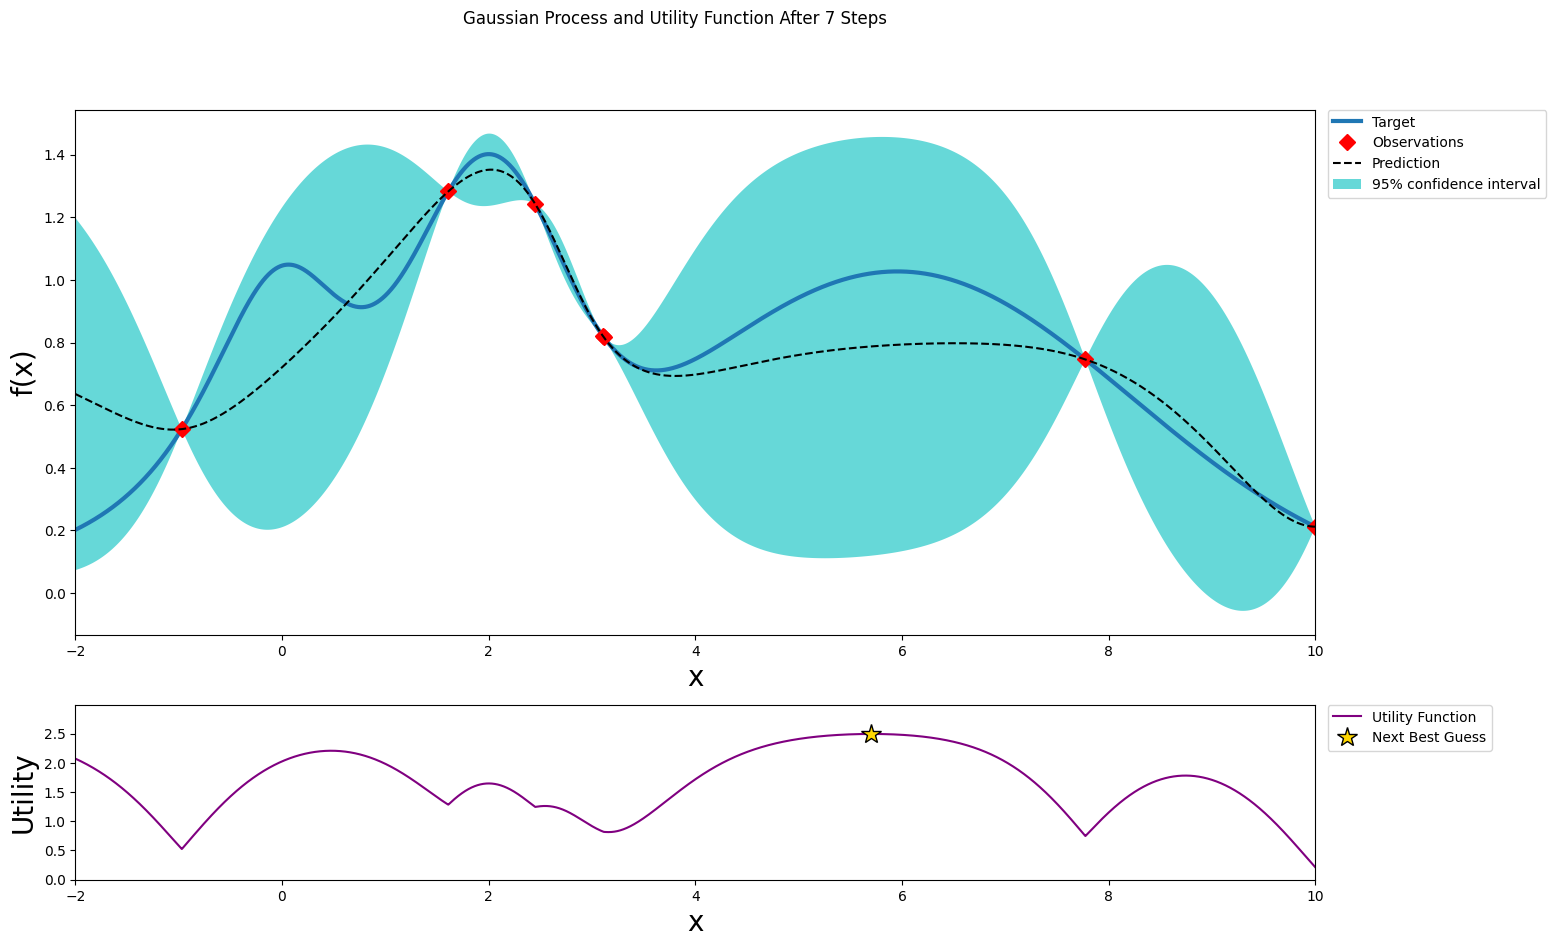 Gaussian Process and Utility Function After 7 Steps
f(x)
1.4
1.2
1.0
0.8
0.6
0.4
0.2
0.0
−2 0 2 4 6 8 10
x
Target
Observations
Prediction
95% confidence interval
Utility
2.5
2.0
1.5
1.0
0.5
0.0
−2 0 2 4 6 8 10
x
Utility Function
Next Best Guess